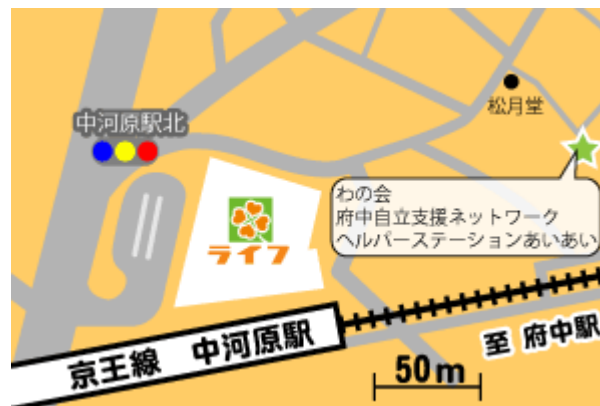 中河原駅北
松月堂
わの会
府中自立支援ネットワーク
ヘルパーステーションあいあい
ライフ
京王線 中河原駅
至 府中駅
50m